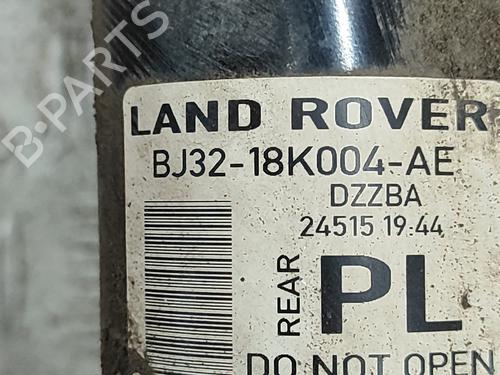 B-PARTS
LAND ROVER
BJ32-18K004-AE
DZZBA
24515 19:44
REAR
PL
DO NOT OPEN